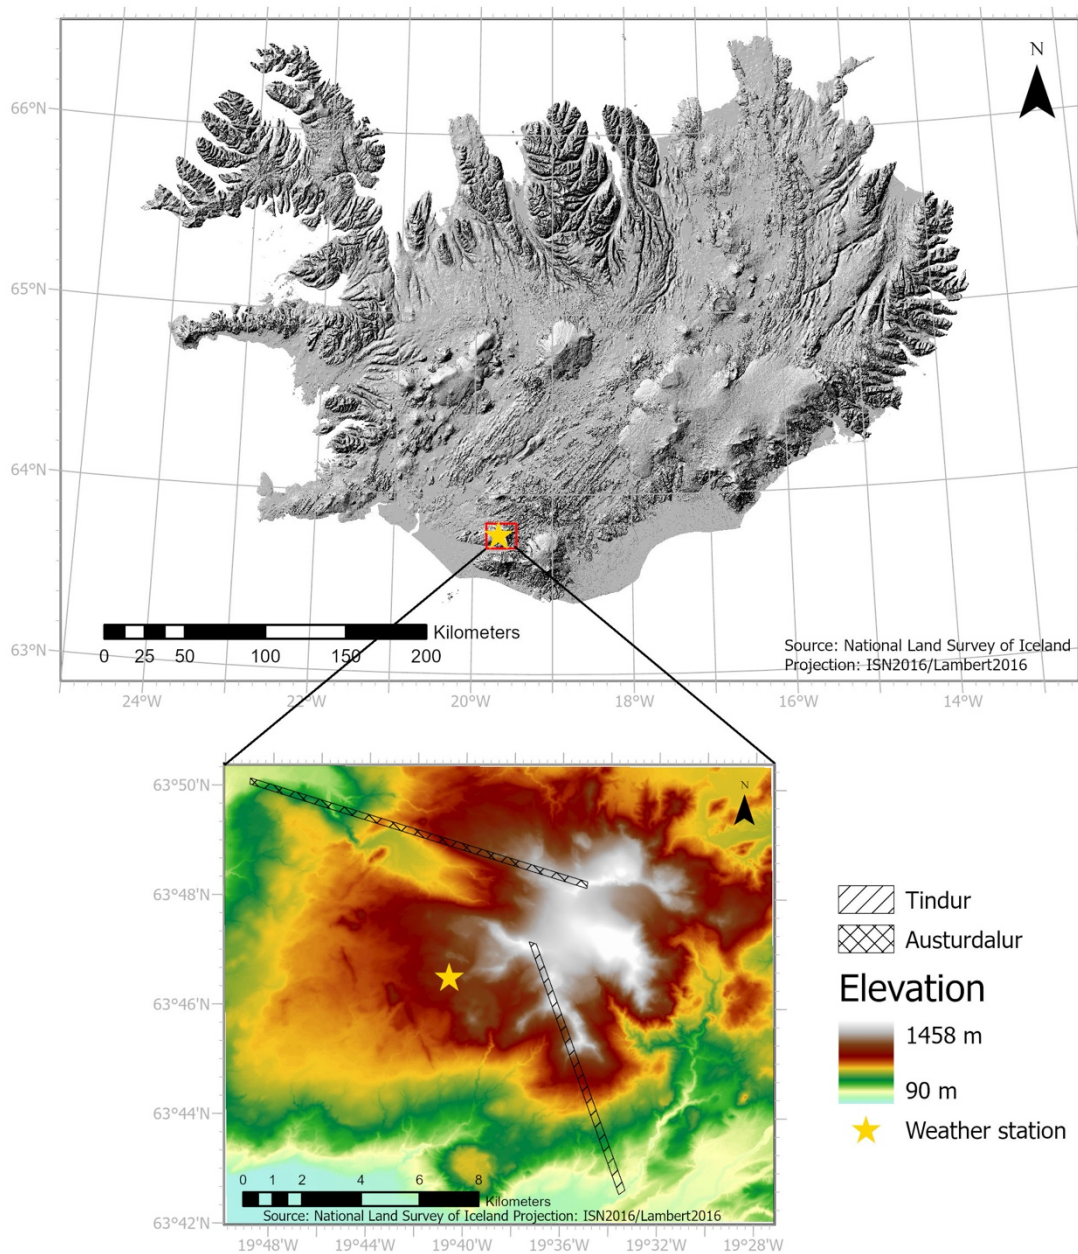 N
66°N
65°N
64°N
63°N
Kilometers
0 25 50 100 150 200
Source: National Land Survey of Iceland
Projection: ISN2016/Lambert2016
24°W 22°W 20°W 18°W 16°W 14°W
N
63°50'N
63°48'N
63°46'N
63°44'N
63°42'N
Tindur
Austurdalur
Elevation
1458 m
90 m
Weather station
0 1 2 4 6 8
Kilometers
Source: National Land Survey of Iceland Projection: ISN2016/Lambert2016
19°48'W 19°44'W 19°40'W 19°36'W 19°32'W 19°28'W